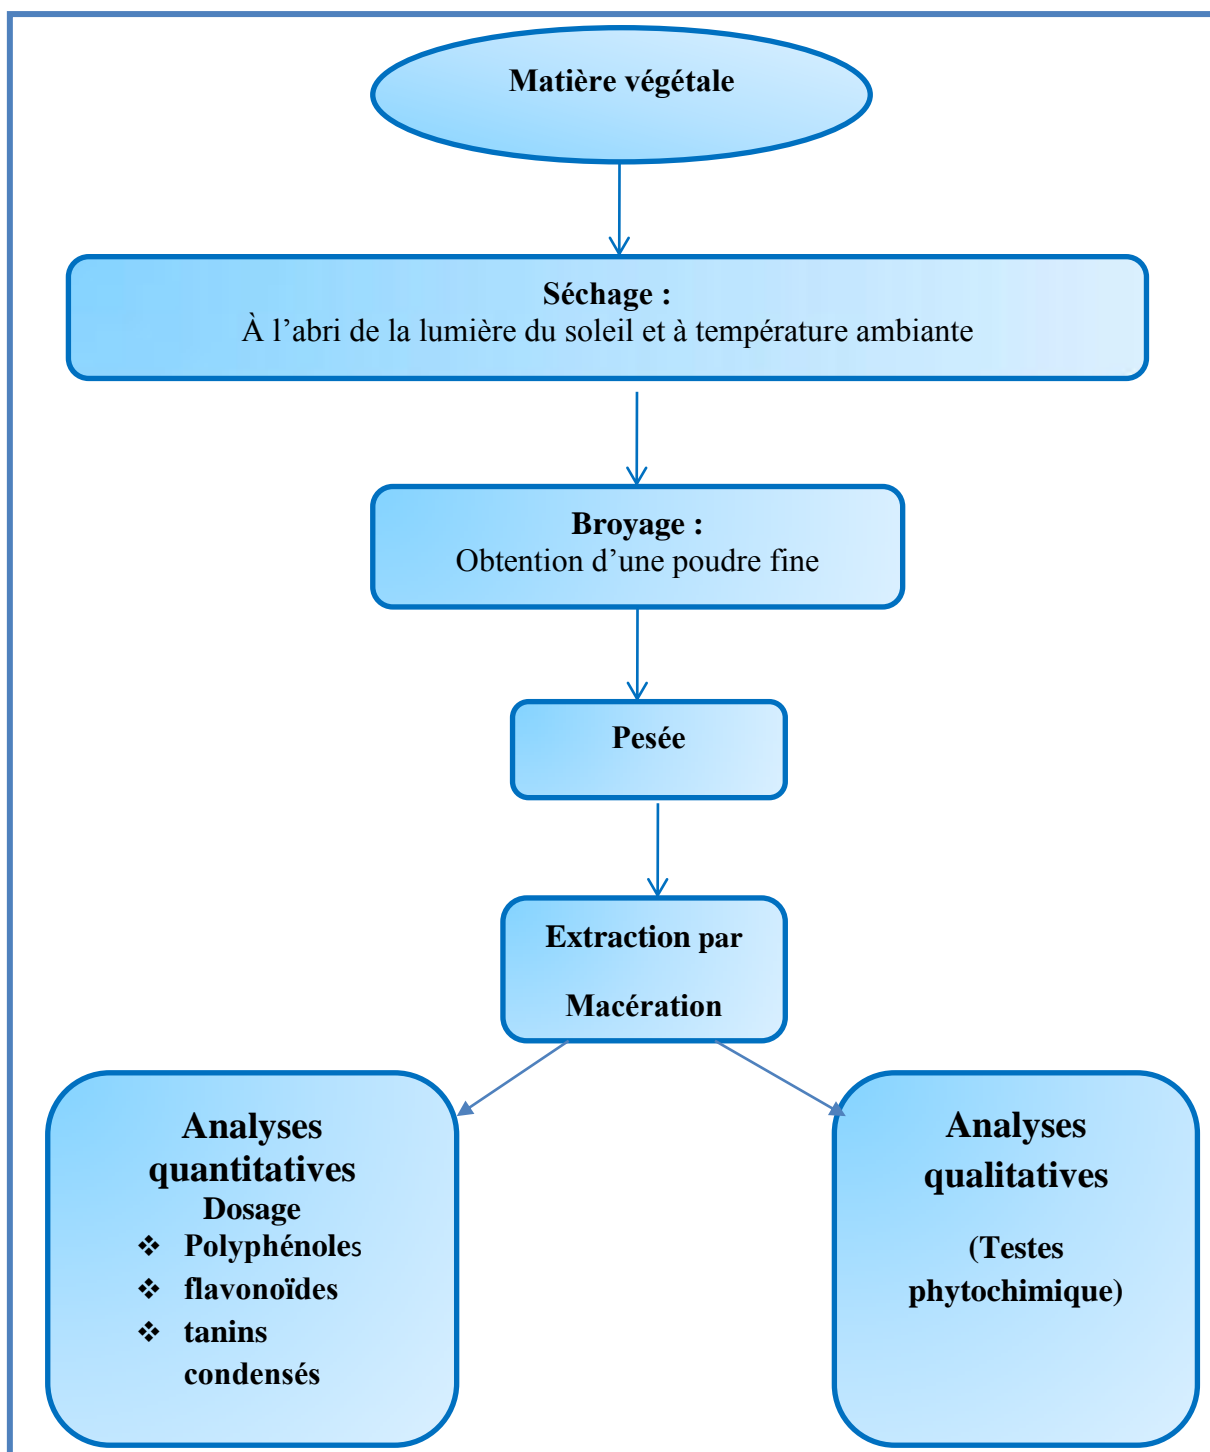 Matière végétale
Séchage :
À l’abri de la lumière du soleil et à température ambiante
Broyage :
Obtention d’une poudre fine
Pesée
Extraction par
Macération
Analyses
quantitatives
Dosage
❖ Polyphénoles
❖ flavonoïdes
❖ tanins
condensés
Analyses
qualitatives
(Testes
phytochimique)